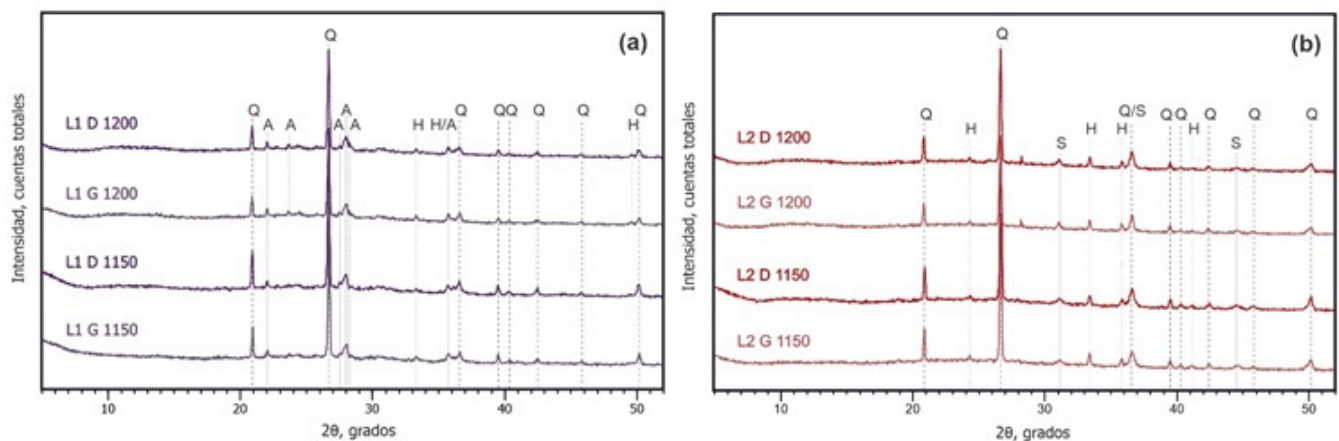 (a)
Q
Q A A A A A H H/A Q Q Q Q Q H Q
L1 D 1200
L1 G 1200
L1 D 1150
L1 G 1150
Intensidad, cuentas totales
10 20 30 40 50
2θ, grados
(b)
Q
Q H S H H Q/S Q Q H Q S Q Q
L2 D 1200
L2 G 1200
L2 D 1150
L2 G 1150
Intensidad, cuentas totales
10 20 30 40 50
2θ, grados